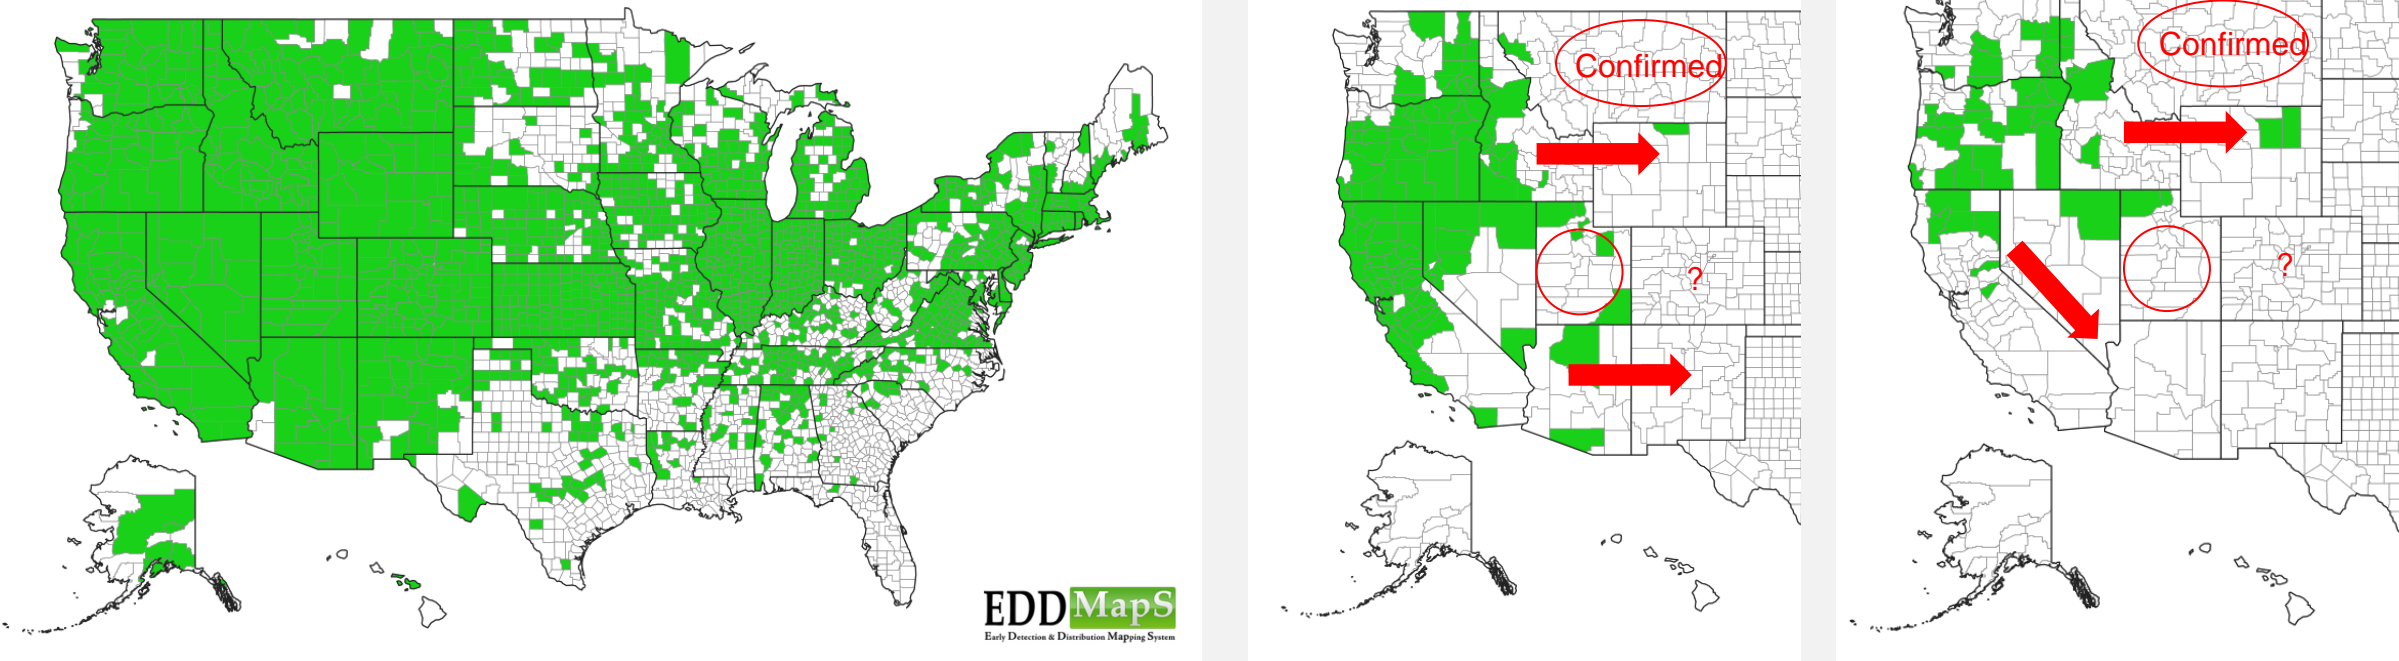 Confirmed
?
EDDMapS
Early Detection & Distribution Mapping System
Confirmed
?